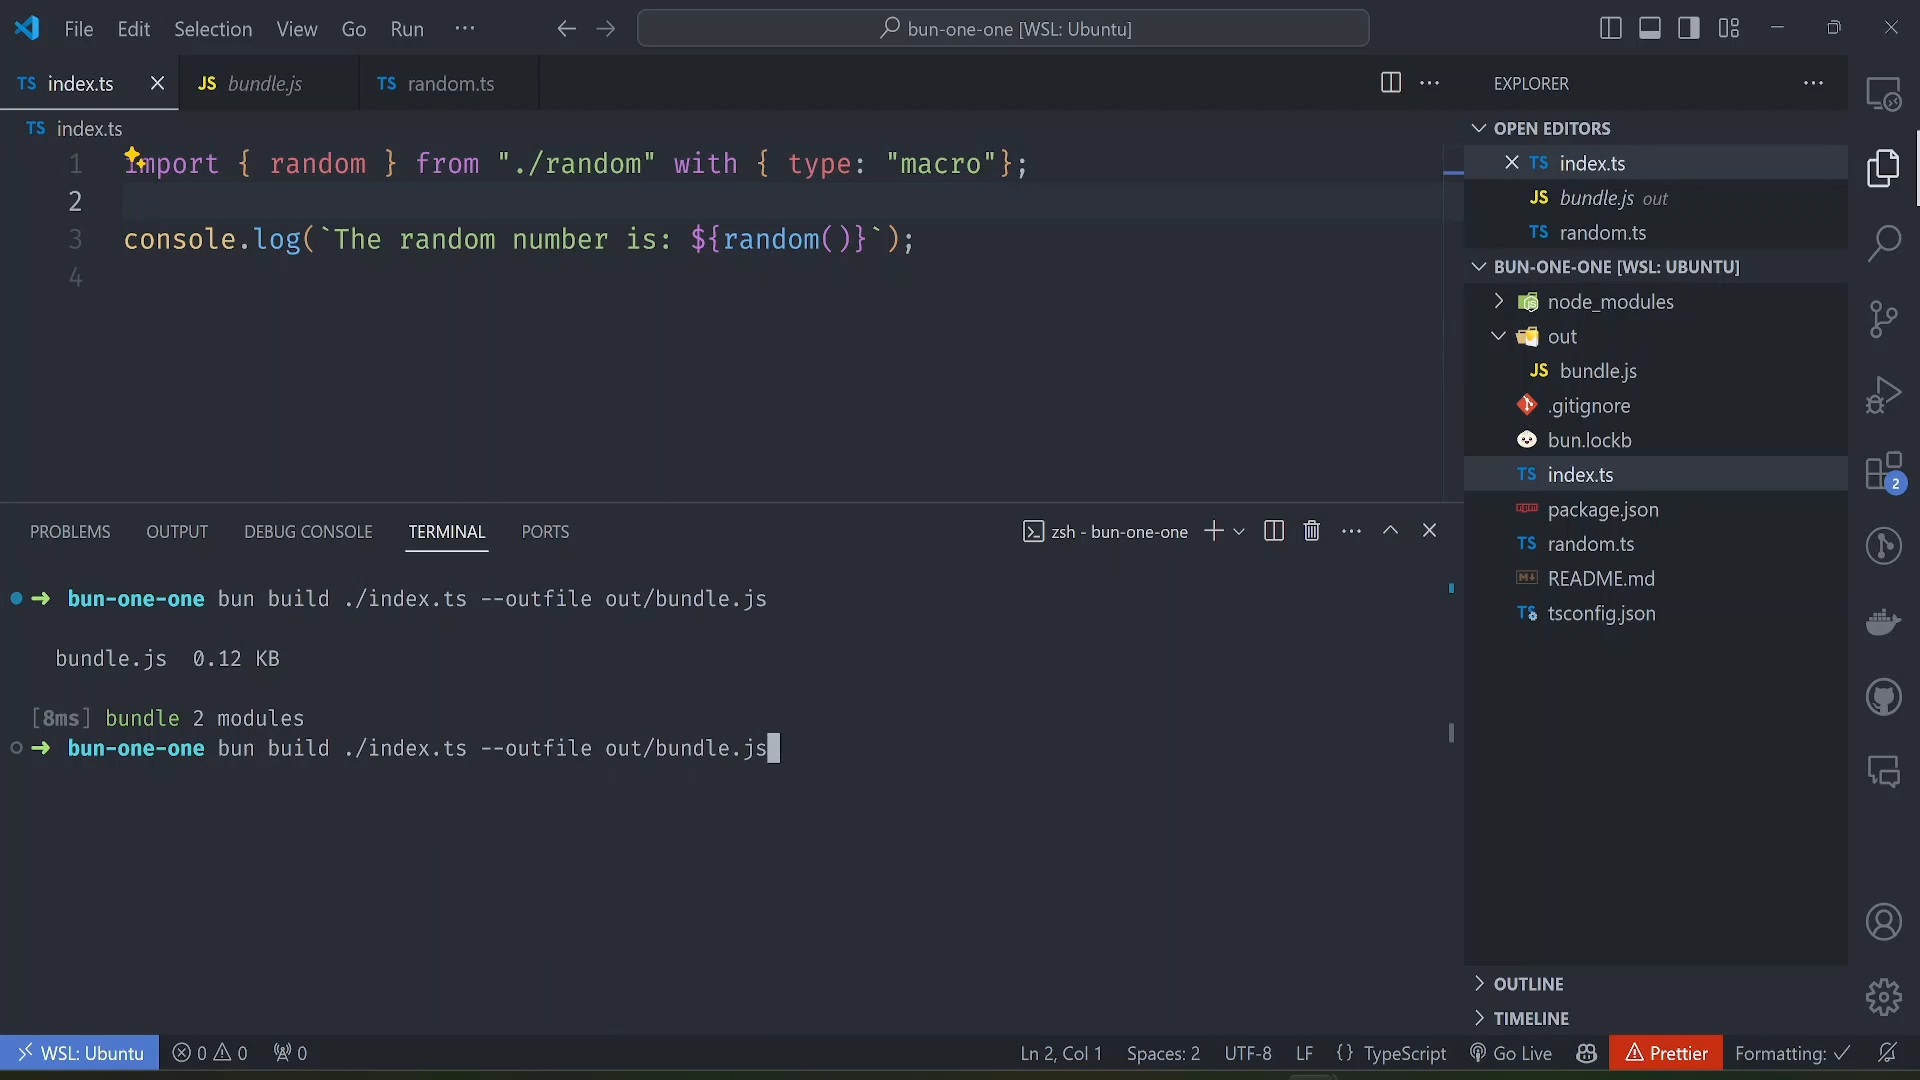 File Edit Selection View Go Run ··· bun-one-one [WSL: Ubuntu]
TS index.ts JS bundle.js TS random.ts
TS index.ts
1 import { random } from "./random" with { type: "macro"};
2
3 console.log(`The random number is: ${random()}`);
4
PROBLEMS OUTPUT DEBUG CONSOLE TERMINAL PORTS zsh - bun-one-one
bun-one-one bun build ./index.ts --outfile out/bundle.js
bundle.js 0.12 KB
[8ms] bundle 2 modules
bun-one-one bun build ./index.ts --outfile out/bundle.js
EXPLORER
OPEN EDITORS
TS index.ts
JS bundle.js out
TS random.ts
BUN-ONE-ONE [WSL: UBUNTU]
node_modules
out
JS bundle.js
.gitignore
bun.lockb
TS index.ts
package.json
TS random.ts
README.md
TS tsconfig.json
OUTLINE
TIMELINE
2
WSL: Ubuntu 0 0 0 Ln 2, Col 1 Spaces: 2 UTF-8 LF {} TypeScript Go Live Prettier Formatting: ✓